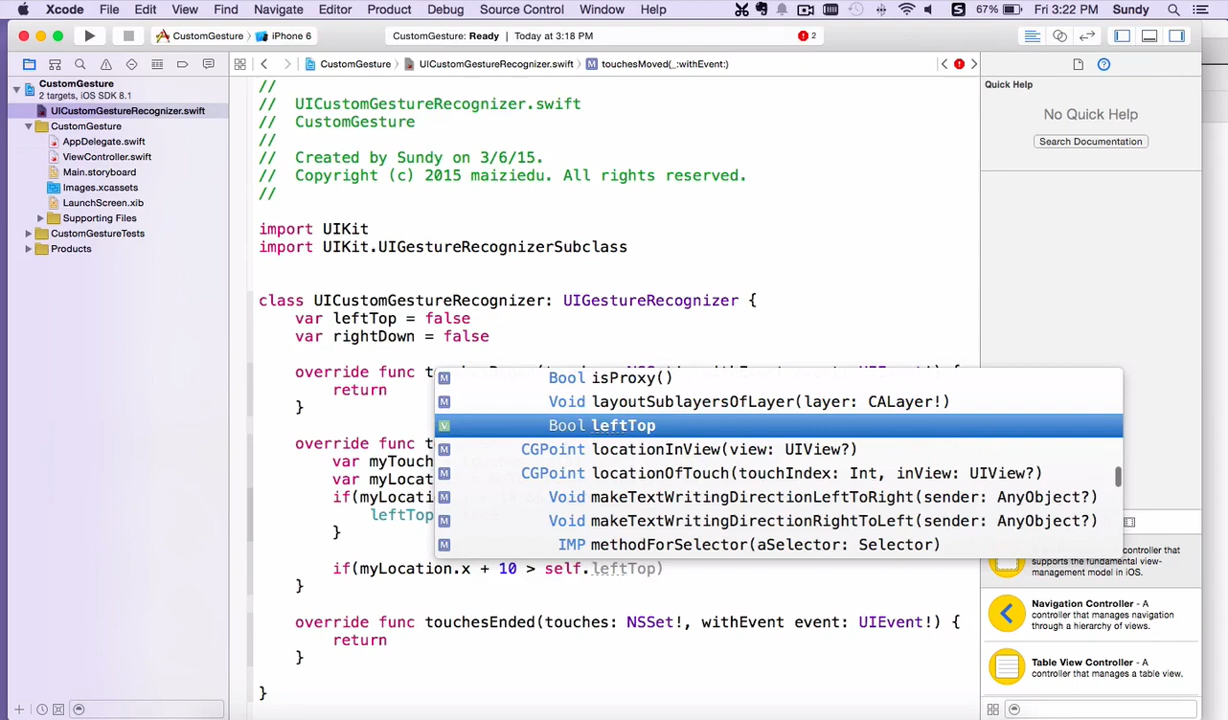 Xcode File Edit View Find Navigate Editor Product Debug Source Control Window Help 67% Fri 3:22 PM Sundy
CustomGesture iPhone 6 CustomGesture: Ready Today at 3:18 PM 2
CustomGesture UICustomGestureRecognizer.swift touchesMoved(_:withEvent:)
CustomGesture
2 targets, iOS SDK 8.1
UICustomGestureRecognizer.swift
CustomGesture
AppDelegate.swift
ViewController.swift
Main.storyboard
Images.xcassets
LaunchScreen.xib
Supporting Files
CustomGestureTests
Products
//
// UICustomGestureRecognizer.swift
// CustomGesture
//
// Created by Sundy on 3/6/15.
// Copyright (c) 2015 maiziedu. All rights reserved.
//
import UIKit
import UIKit.UIGestureRecognizerSubclass
class UICustomGestureRecognizer: UIGestureRecognizer {
var leftTop = false
var rightDown = false
override func
return
}
override func
var myTouch
var myLocat
if(myLocati
leftTop
}
if(myLocation.x + 10 > self.leftTop)
}
override func touchesEnded(touches: NSSet!, withEvent event: UIEvent!) {
return
}
}
M Bool isProxy()
M Void layoutSublayersOfLayer(layer: CALayer!)
V Bool leftTop
M CGPoint locationInView(view: UIView?)
M CGPoint locationOfTouch(touchIndex: Int, inView: UIView?)
M Void makeTextWritingDirectionLeftToRight(sender: AnyObject?)
M Void makeTextWritingDirectionRightToLeft(sender: AnyObject?)
M IMP methodForSelector(aSelector: Selector)
Quick Help
No Quick Help
Search Documentation
controller that
supports the fundamental view-
management model in iOS.
Navigation Controller - A
controller that manages navigation
through a hierarchy of views.
Table View Controller - A
controller that manages a table view.